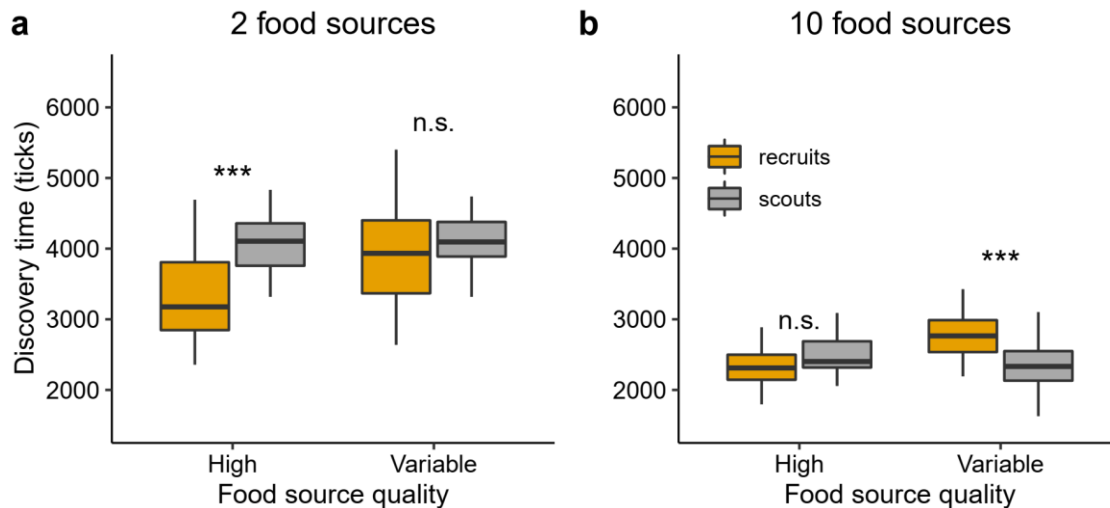 a
2 food sources
Discovery time (ticks)
6000
5000
4000
3000
2000
***
n.s.
High
Variable
Food source quality
b
10 food sources
6000
5000
4000
3000
2000
recruits
scouts
n.s.
***
High
Variable
Food source quality